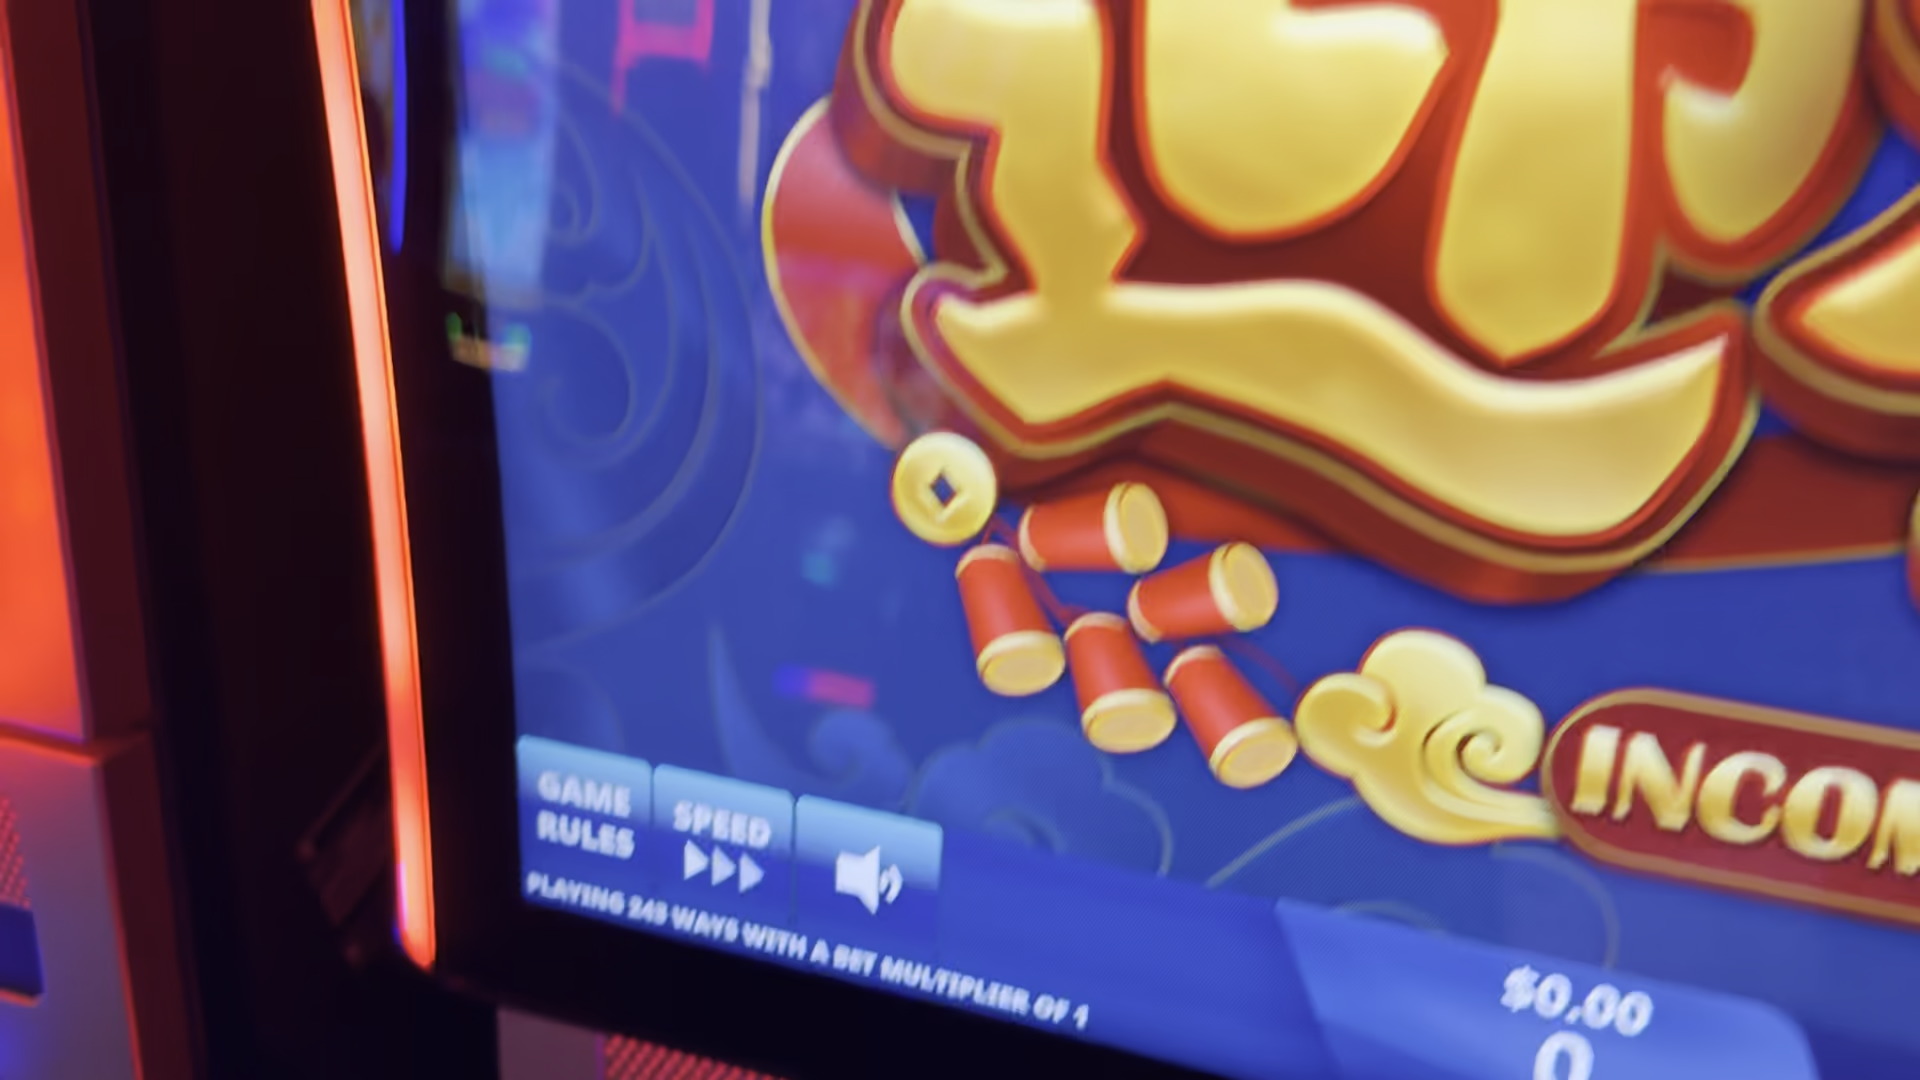 INCOM
GAME
RULES
SPEED
PLAYING 243 WAYS WITH A BET MULTIPLIER OF 1
$0.00
0